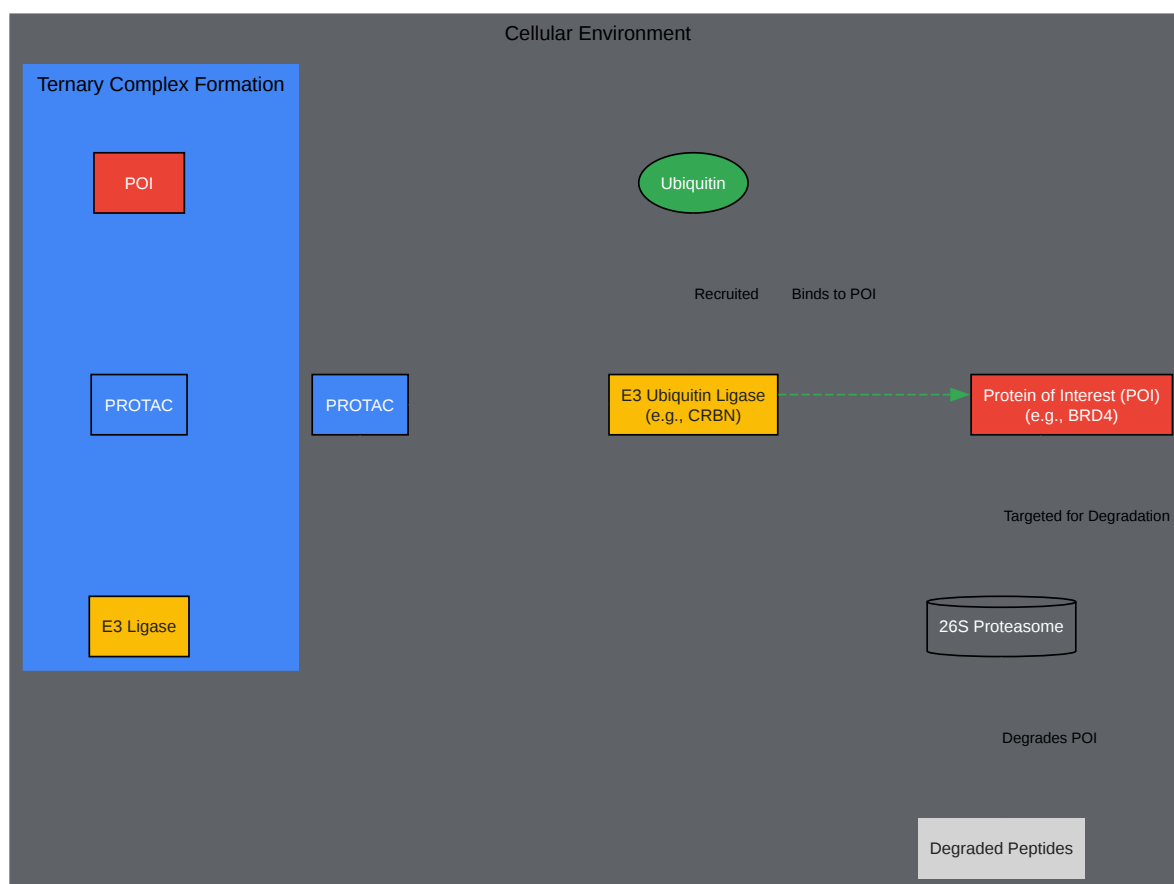 Cellular Environment
Ternary Complex Formation
POI
Ubiquitin
Recruited
Binds to POI
PROTAC
PROTAC
E3 Ubiquitin Ligase
(e.g., CRBN)
Protein of Interest (POI)
(e.g., BRD4)
Targeted for Degradation
E3 Ligase
26S Proteasome
Degrades POI
Degraded Peptides